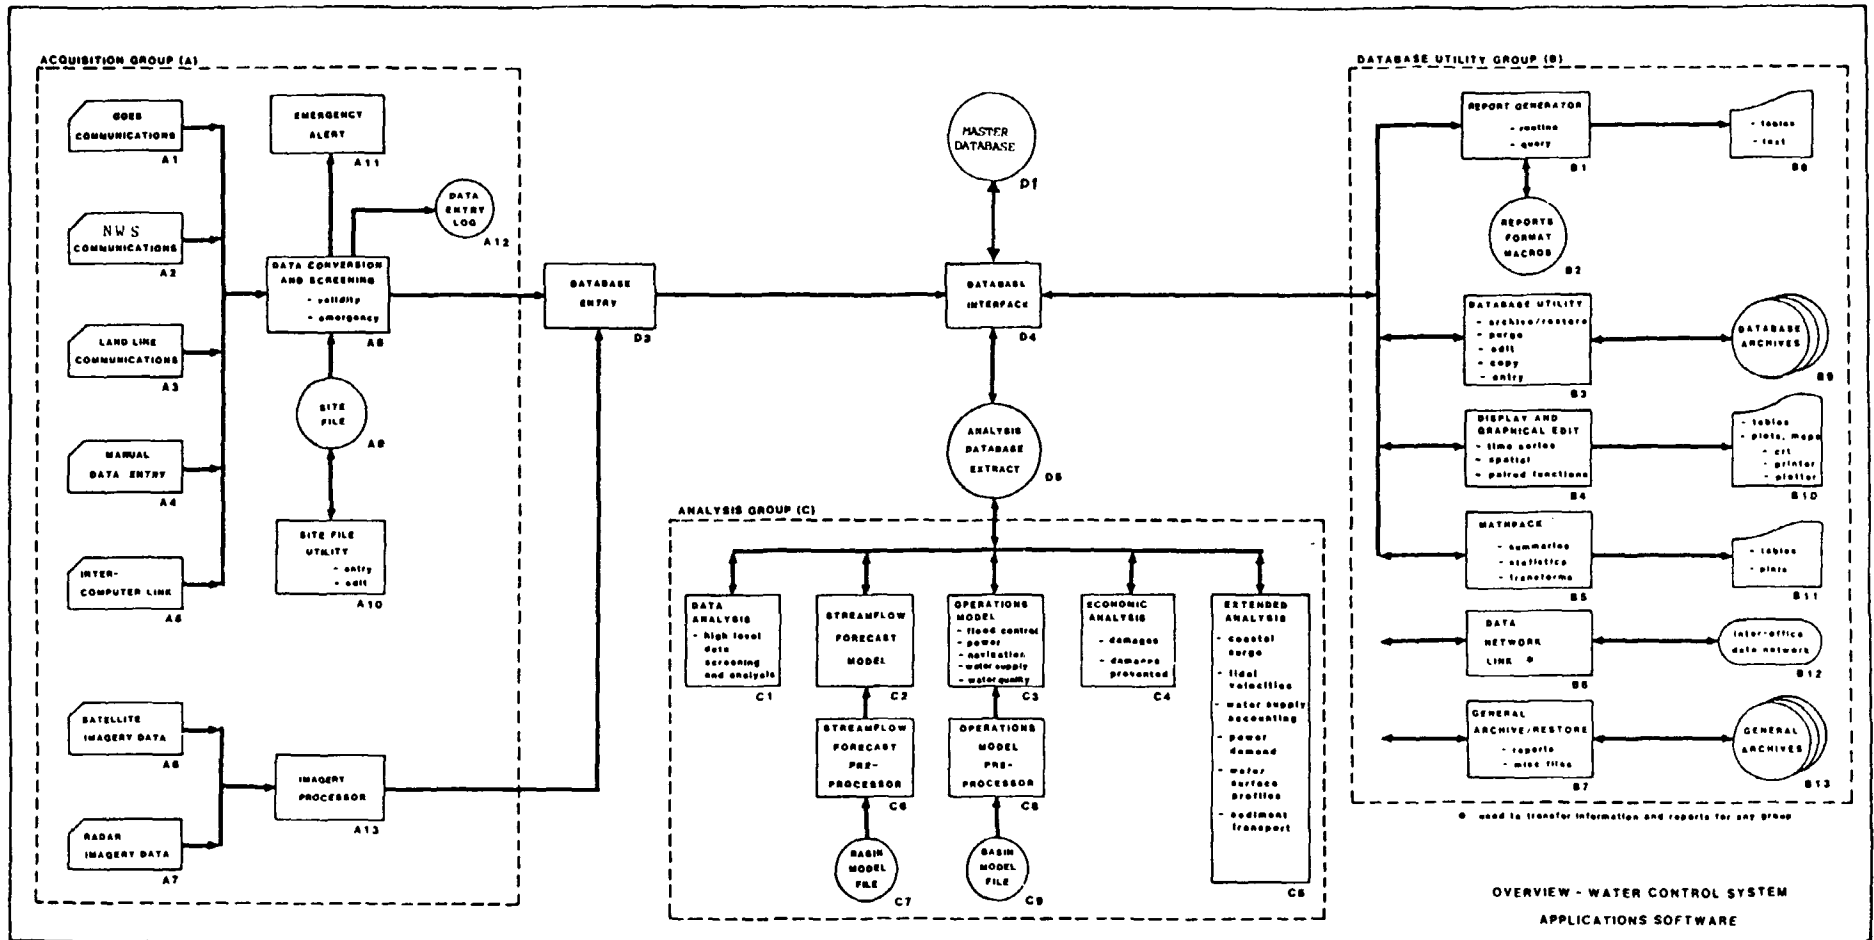 ACQUISITION GROUP (A)
GOES
COMMUNICATIONS
A1
NWS
COMMUNICATIONS
A2
LAND LINE
COMMUNICATIONS
A3
MANUAL
DATA ENTRY
A4
INTER-
COMPUTER LINK
A5
SATELLITE
IMAGERY DATA
A6
RADAR
IMAGERY DATA
A7
EMERGENCY
ALERT
A11
DATA
ENTRY
LOG
A12
DATA CONVERSION
AND SCREENING
- validity
- emergency
A8
SITE
FILE
A9
SITE FILE
UTILITY
- entry
- edit
A10
IMAGERY
PROCESSOR
A13
DATABASE
ENTRY
D3
MASTER
DATABASE
D1
DATABASE
INTERFACE
D4
ANALYSIS
DATABASE
EXTRACT
D5
ANALYSIS GROUP (C)
DATA
ANALYSIS
- high level
data
screening
and analysis
C1
STREAMFLOW
FORECAST
MODEL
C2
OPERATIONS
MODEL
- flood control
- power
- navigation
- water supply
- water quality
C3
ECONOMIC
ANALYSIS
- damages
- damages
prevented
C4
EXTENDED
ANALYSIS
- coastal
surge
- tidal
velocities
- water supply
accounting
- power
demand
- water
surface
profiles
- sediment
transport
C5
STREAMFLOW
FORECAST
PRE-
PROCESSOR
C6
OPERATIONS
MODEL
PRE-
PROCESSOR
C8
BASIN
MODEL
FILE
C7
BASIN
MODEL
FILE
C9
DATABASE UTILITY GROUP (B)
REPORT GENERATOR
- routine
- query
B1
- tables
- text
B8
REPORTS
FORMAT
MACROS
B2
DATABASE UTILITY
- archive/restore
- purge
- edit
- copy
- entry
B3
DATABASE
ARCHIVES
B9
DISPLAY AND
GRAPHICAL EDIT
- time series
- spatial
- paired functions
B4
- tables
- plots, maps
- crt
- printer
- plotter
B10
MATHPACK
- summaries
- statistics
- transforms
B5
- tables
- plots
B11
DATA
NETWORK
LINK *
B6
Inter-office
data network
B12
GENERAL
ARCHIVE/RESTORE
- reports
- misc files
B7
GENERAL
ARCHIVES
B13
* used to transfer information and reports for any group
OVERVIEW - WATER CONTROL SYSTEM
APPLICATIONS SOFTWARE